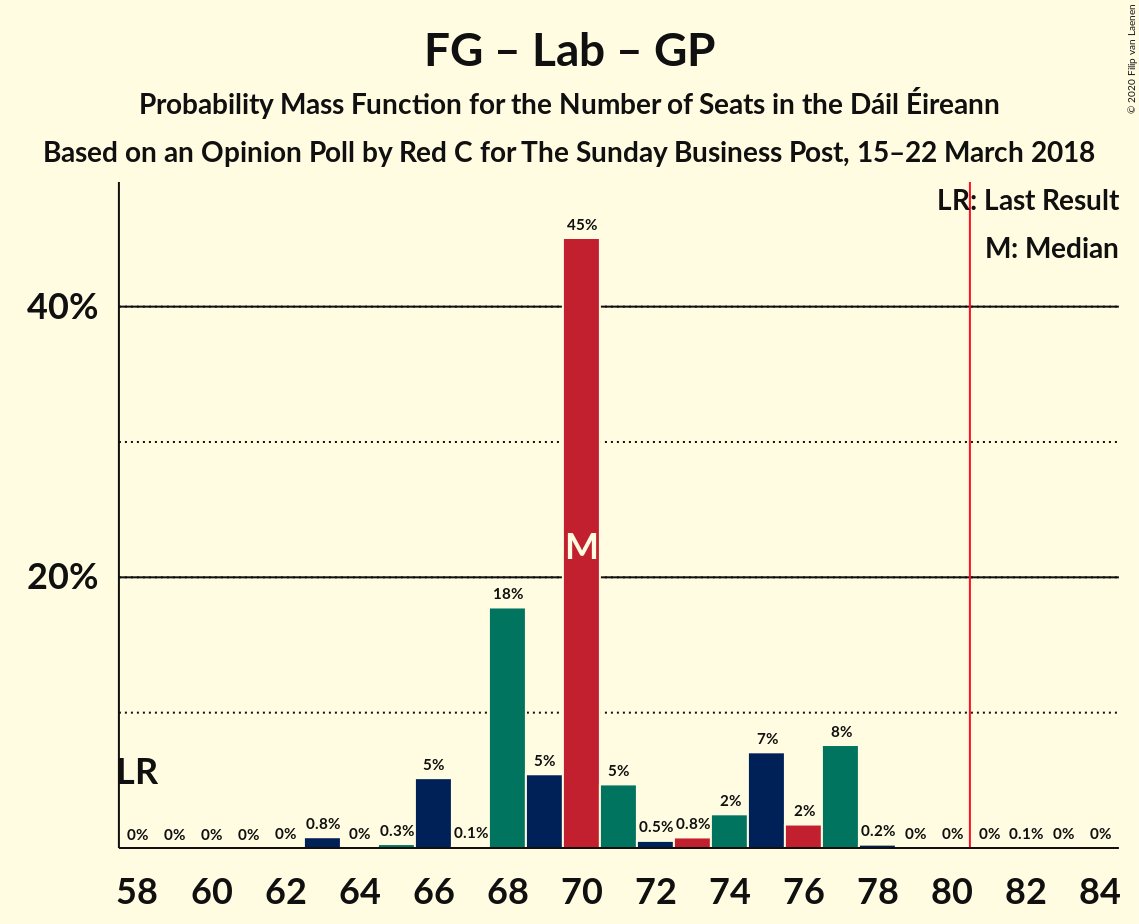 FG – Lab – GP
Probability Mass Function for the Number of Seats in the Dáil Éireann
Based on an Opinion Poll by Red C for The Sunday Business Post, 15–22 March 2018
© 2020 Filip van Laenen
LR: Last Result
M: Median
45%
40%
M
20%
18%
LR
0% 0% 0% 0% 0% 0.8% 0% 0.3% 5% 0.1% 5% 5% 0.5% 0.8% 2% 7% 2% 8% 0.2% 0% 0% 0% 0.1% 0% 0%
58 60 62 64 66 68 70 72 74 76 78 80 82 84